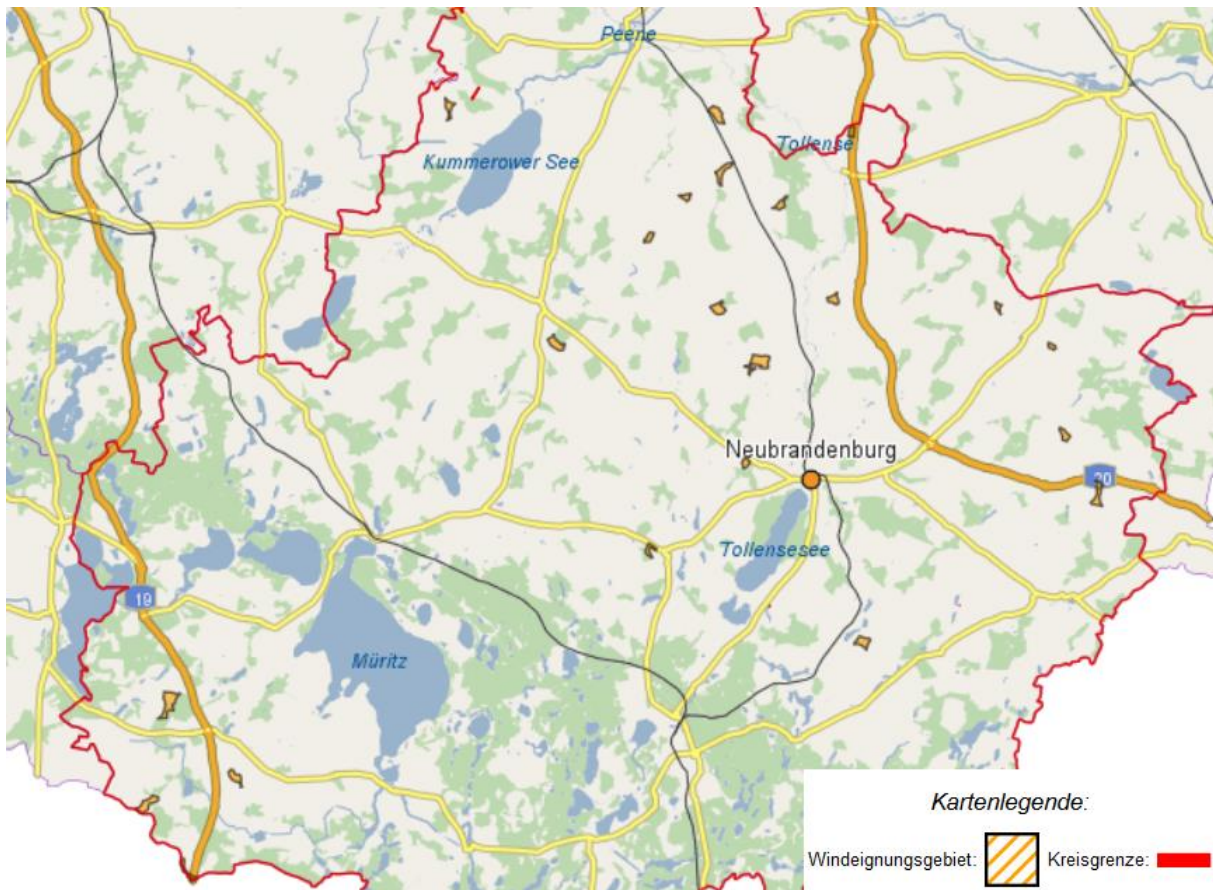 Peene
Tollense
Kummerower See
Neubrandenburg
20
Tollensesee
19
Müritz
Kartenlegende:
Windeignungsgebiet: Kreisgrenze: